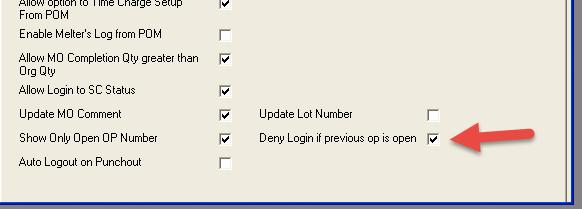 Allow option to Time Charge Setup
From POM
Enable Melter's Log from POM
Allow MO Completion Qty greater than
Org Qty
Allow Login to SC Status
Update MO Comment
Update Lot Number
Show Only Open OP Number
Deny Login if previous op is open
Auto Logout on Punchout